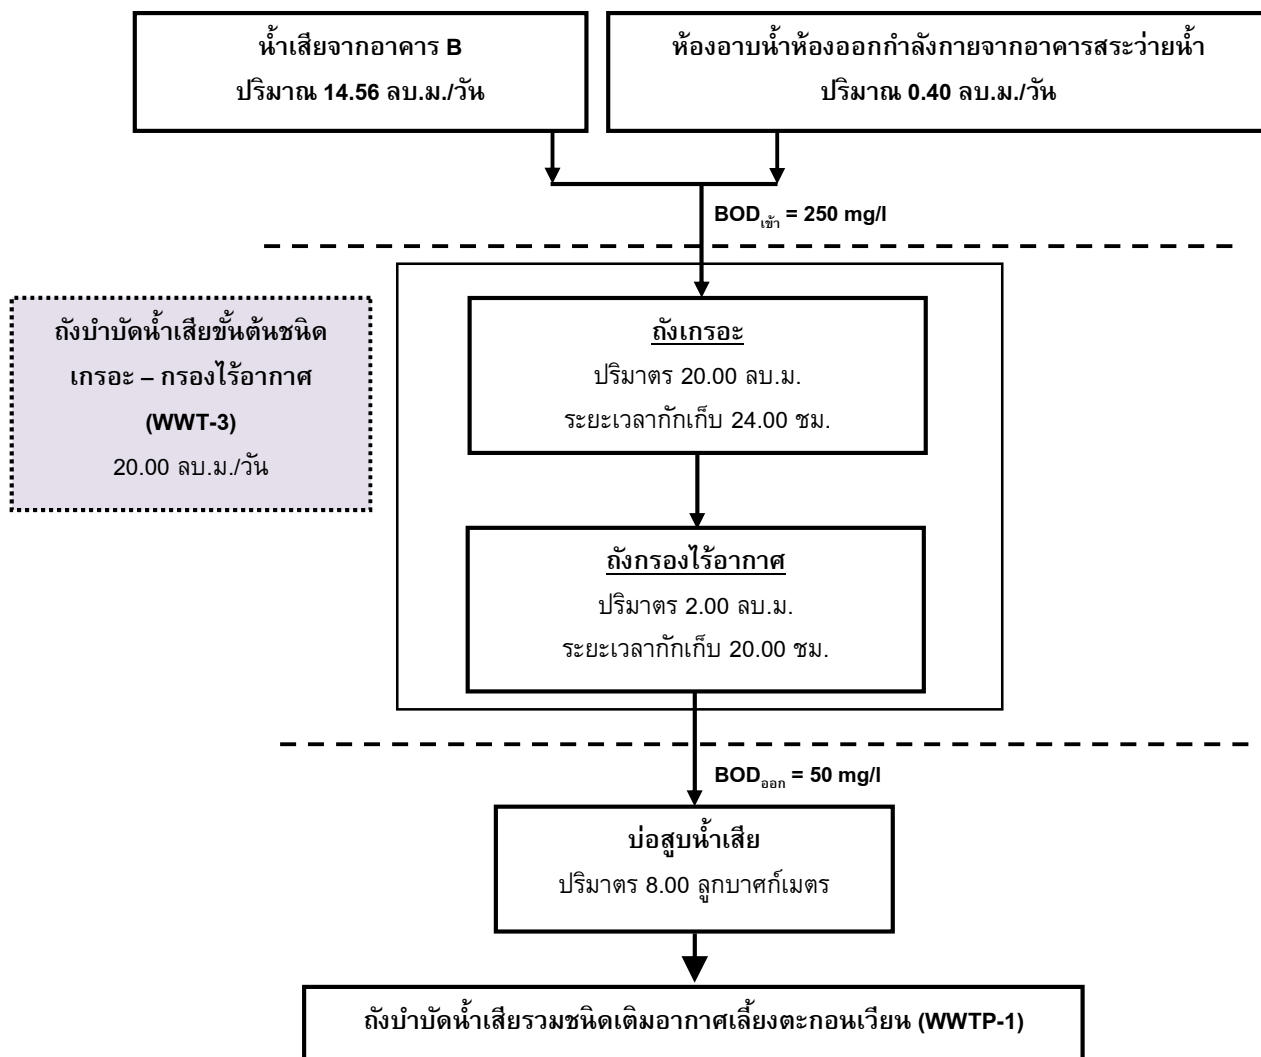 น้ำเสียจากอาคาร B
ปริมาณ 14.56 ลบ.ม./วัน
ห้องอาบน้ำห้องออกกำลังกายจากอาคารสระว่ายน้ำ
ปริมาณ 0.40 ลบ.ม./วัน
BODเข้า = 250 mg/l
ถังบำบัดน้ำเสียขั้นต้นชนิด
เกรอะ – กรองไร้อากาศ
(WWT-3)
20.00 ลบ.ม./วัน
ถังเกรอะ
ปริมาตร 20.00 ลบ.ม.
ระยะเวลากักเก็บ 24.00 ชม.
ถังกรองไร้อากาศ
ปริมาตร 2.00 ลบ.ม.
ระยะเวลากักเก็บ 20.00 ชม.
BODออก = 50 mg/l
บ่อสูบน้ำเสีย
ปริมาตร 8.00 ลูกบาศก์เมตร
ถังบำบัดน้ำเสียรวมชนิดเติมอากาศเลี้ยงตะกอนเวียน (WWTP-1)